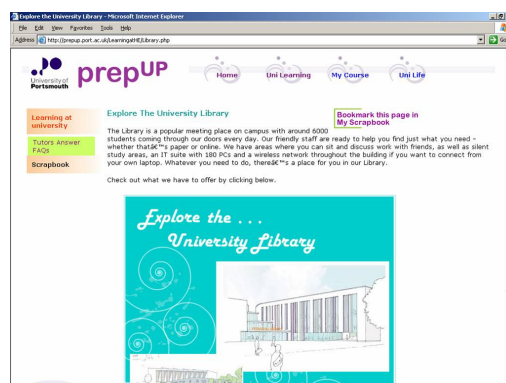 Explore the University Library - Microsoft Internet Explorer
File Edit View Favorites Tools Help
Address http://prepup.port.ac.uk/LearningatHE/Library.php Go
University of
Portsmouth
prepUP
Home Uni Learning My Course Uni Life
Learning at
university
Tutors Answer
FAQs
Scrapbook
Explore The University Library
Bookmark this page in
My Scrapbook
The Library is a popular meeting place on campus with around 6000
students coming through our doors every day. Our friendly staff are ready to help you find just what you need -
whether thatâ€™s paper or online. We have areas where you can sit and discuss work with friends, as well as silent
study areas, an IT suite with 180 PCs and a wireless network throughout the building if you want to connect from
your own laptop. Whatever you need to do, thereâ€™s a place for you in our Library.
Check out what we have to offer by clicking below.
Explore the ...
University Library